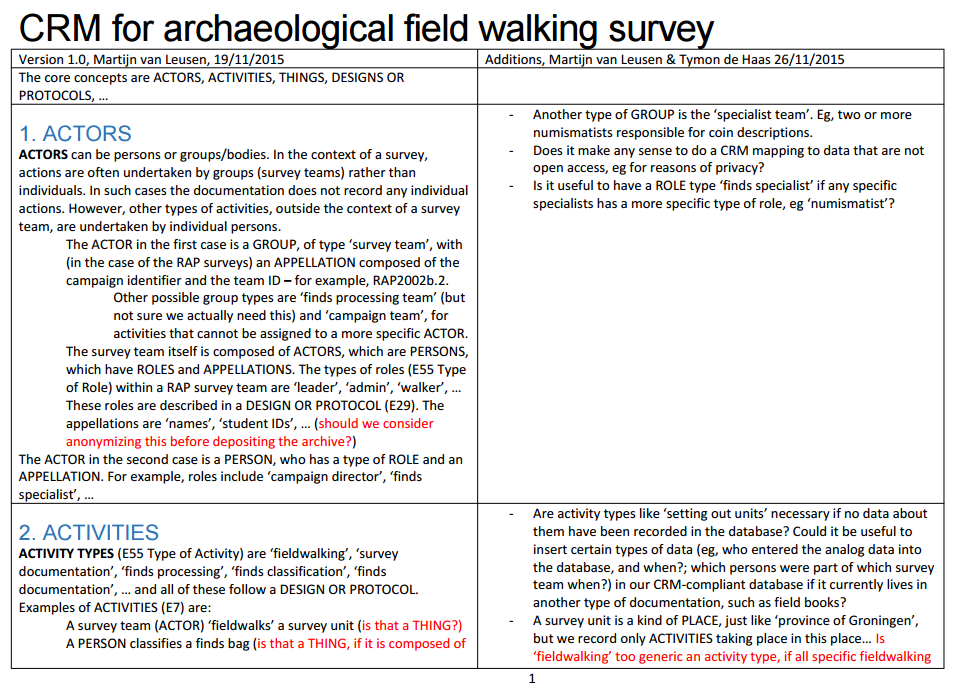 CRM for archaeological field walking survey
Version 1.0, Martijn van Leusen, 19/11/2015
Additions, Martijn van Leusen & Tymon de Haas 26/11/2015
The core concepts are ACTORS, ACTIVITIES, THINGS, DESIGNS OR
PROTOCOLS, …
1. ACTORS
ACTORS can be persons or groups/bodies. In the context of a survey,
actions are often undertaken by groups (survey teams) rather than
individuals. In such cases the documentation does not record any individual
actions. However, other types of activities, outside the context of a survey
team, are undertaken by individual persons.
The ACTOR in the first case is a GROUP, of type ‘survey team’, with
(in the case of the RAP surveys) an APPELLATION composed of the
campaign identifier and the team ID – for example, RAP2002b.2.
Other possible group types are ‘finds processing team’ (but
not sure we actually need this) and ‘campaign team’, for
activities that cannot be assigned to a more specific ACTOR.
The survey team itself is composed of ACTORS, which are PERSONS,
which have ROLES and APPELLATIONS. The types of roles (E55 Type
of Role) within a RAP survey team are ‘leader’, ‘admin’, ‘walker’, …
These roles are described in a DESIGN OR PROTOCOL (E29). The
appellations are ‘names’, ‘student IDs’, … (should we consider
anonymizing this before depositing the archive?)
The ACTOR in the second case is a PERSON, who has a type of ROLE and an
APPELLATION. For example, roles include ‘campaign director’, ‘finds
specialist’, …
- Another type of GROUP is the ‘specialist team’. Eg, two or more
numismatists responsible for coin descriptions.
- Does it make any sense to do a CRM mapping to data that are not
open access, eg for reasons of privacy?
- Is it useful to have a ROLE type ‘finds specialist’ if any specific
specialists has a more specific type of role, eg ‘numismatist’?
2. ACTIVITIES
ACTIVITY TYPES (E55 Type of Activity) are ‘fieldwalking’, ‘survey
documentation’, ‘finds processing’, ‘finds classification’, ‘finds
documentation’, … and all of these follow a DESIGN OR PROTOCOL.
Examples of ACTIVITIES (E7) are:
A survey team (ACTOR) ‘fieldwalks’ a survey unit (is that a THING?)
A PERSON classifies a finds bag (is that a THING, if it is composed of
- Are activity types like ‘setting out units’ necessary if no data about
them have been recorded in the database? Could it be useful to
insert certain types of data (eg, who entered the analog data into
the database, and when?; which persons were part of which survey
team when?) in our CRM-compliant database if it currently lives in
another type of documentation, such as field books?
- A survey unit is a kind of PLACE, just like ‘province of Groningen’,
but we record only ACTIVITIES taking place in this place… Is
‘fieldwalking’ too generic an activity type, if all specific fieldwalking
1